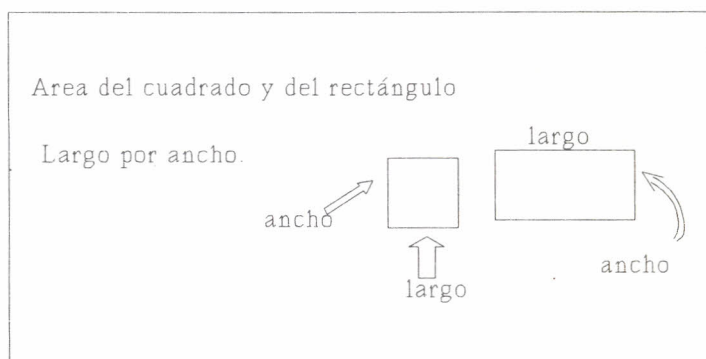 Area del cuadrado y del rectángulo
Largo por ancho.
largo
ancho
ancho
largo